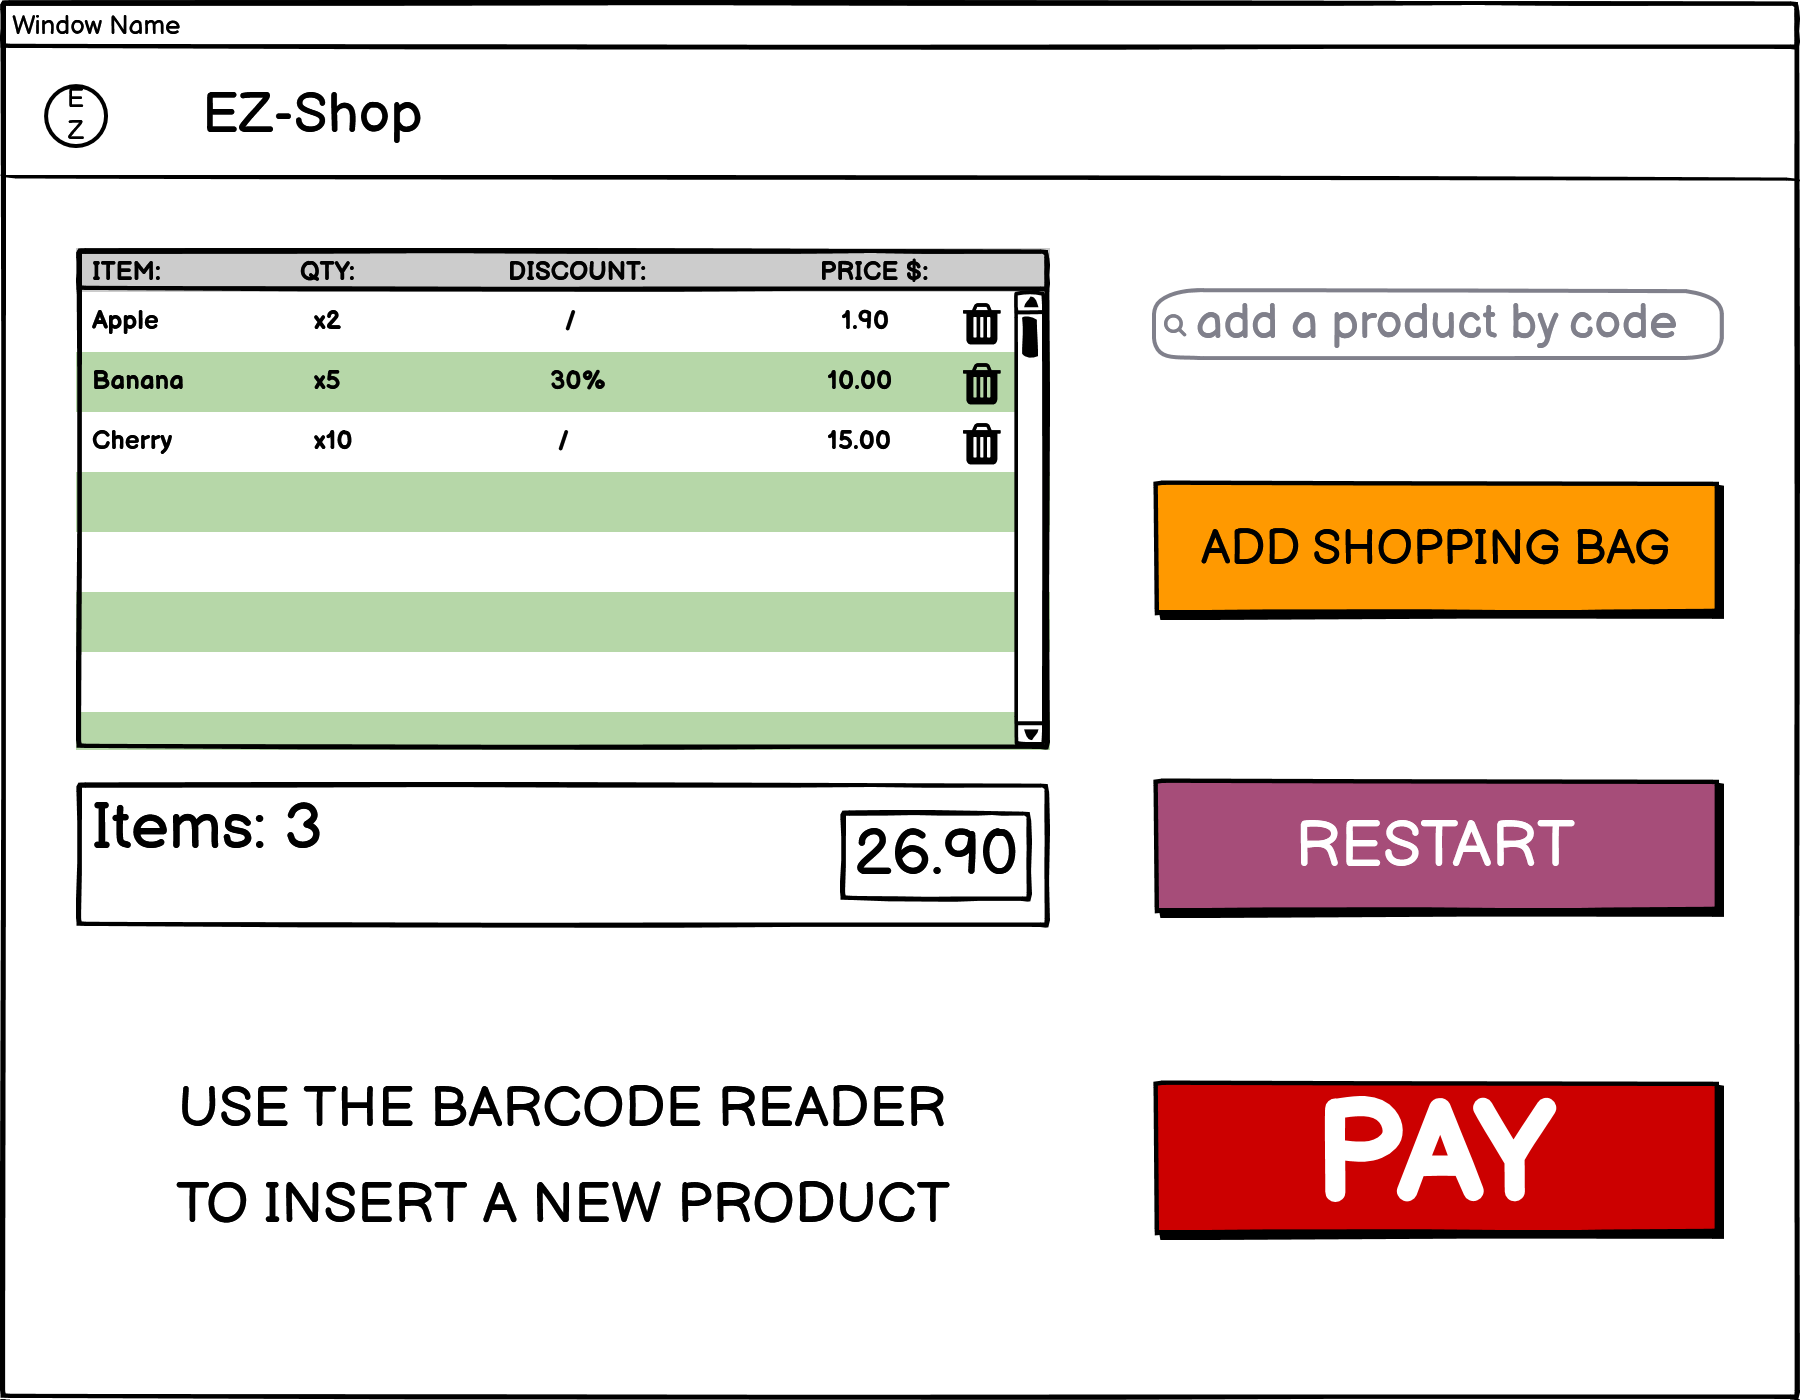 Window Name
E
Z
EZ-Shop
ITEM: QTY: DISCOUNT: PRICE $:
Apple x2 / 1.90
Banana x5 30% 10.00
Cherry x10 / 15.00
Items: 3
26.90
USE THE BARCODE READER
TO INSERT A NEW PRODUCT
add a product by code
ADD SHOPPING BAG
RESTART
PAY